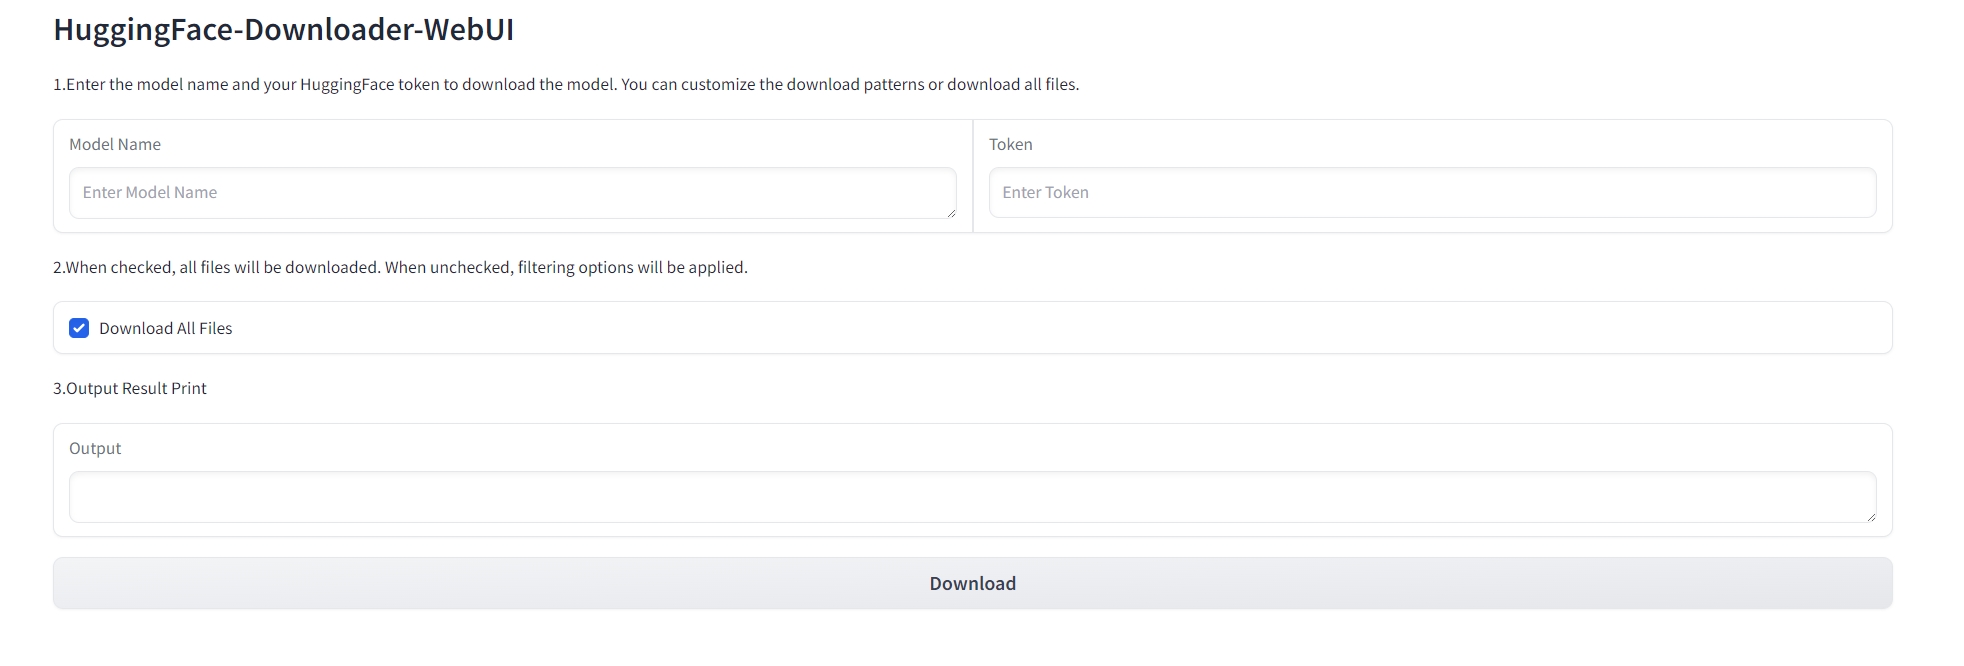 HuggingFace-Downloader-WebUI
1.Enter the model name and your HuggingFace token to download the model. You can customize the download patterns or download all files.
Model Name
Token
Enter Model Name
Enter Token
2.When checked, all files will be downloaded. When unchecked, filtering options will be applied.
Download All Files
3.Output Result Print
Output
Download